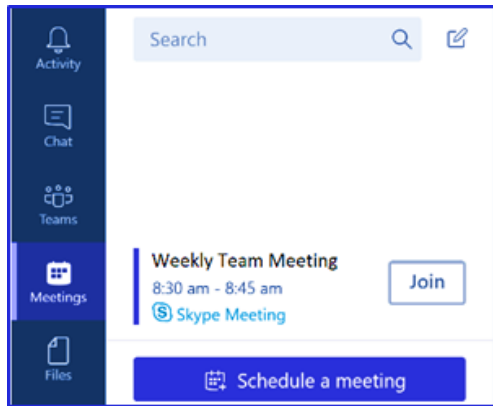 Activity
Chat
Teams
Meetings
Files
Search
Weekly Team Meeting
8:30 am - 8:45 am
Skype Meeting
Join
Schedule a meeting